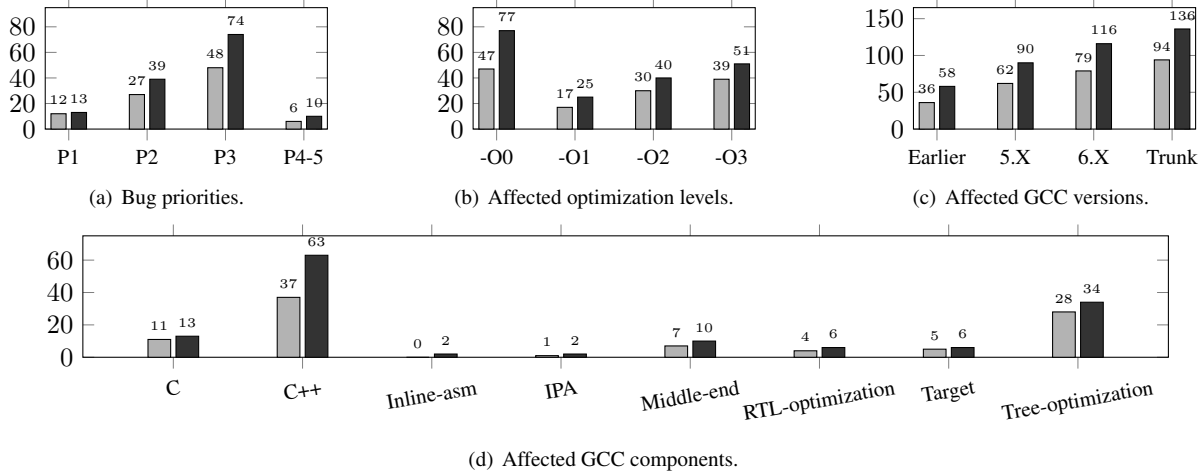 80
60
40
20
0
12 13 27 39 48 74 6 10
P1 P2 P3 P4-5
(a) Bug priorities.
80
60
40
20
0
47 77 17 25 30 40 39 51
-O0 -O1 -O2 -O3
(b) Affected optimization levels.
150
100
50
0
36 58 62 90 79 116 94 136
Earlier 5.X 6.X Trunk
(c) Affected GCC versions.
60
40
20
0
11 13 37 63 0 2 1 2 7 10 4 6 5 6 28 34
C C++ Inline-asm IPA Middle-end RTL-optimization Target Tree-optimization
(d) Affected GCC components.